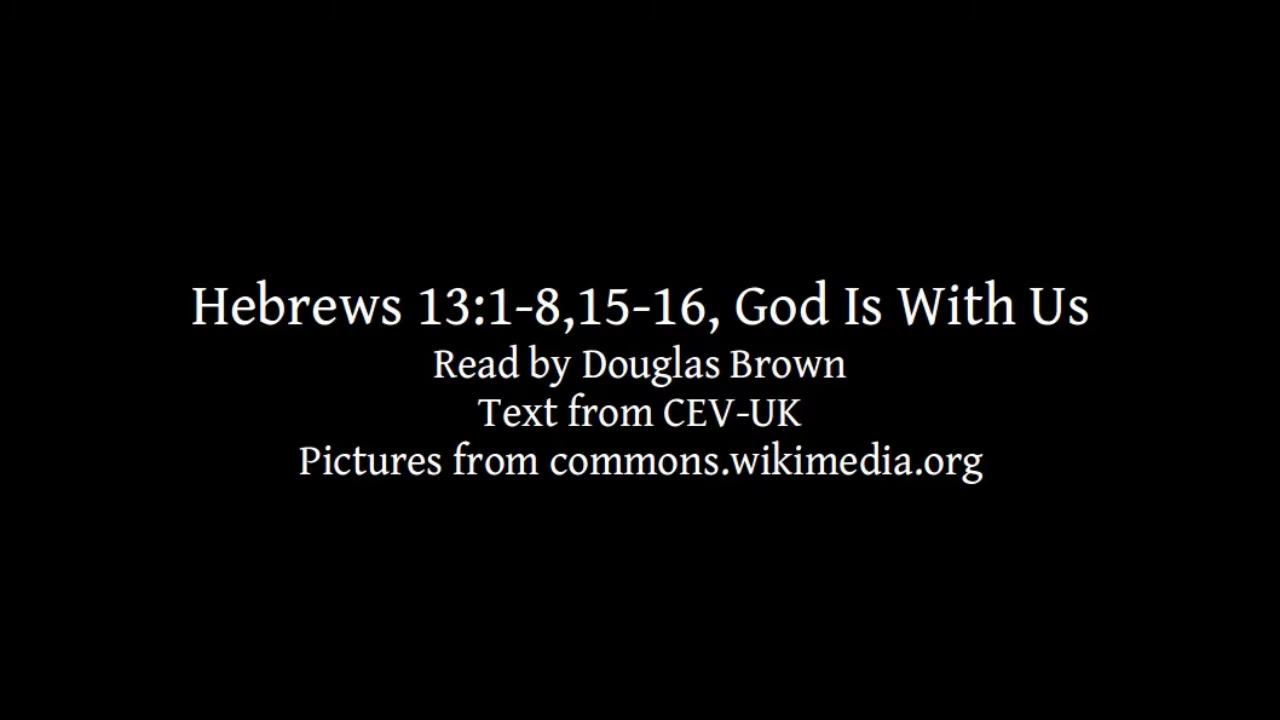 Hebrews 13:1-8,15-16, God Is With Us
Read by Douglas Brown
Text from CEV-UK
Pictures from commons.wikimedia.org